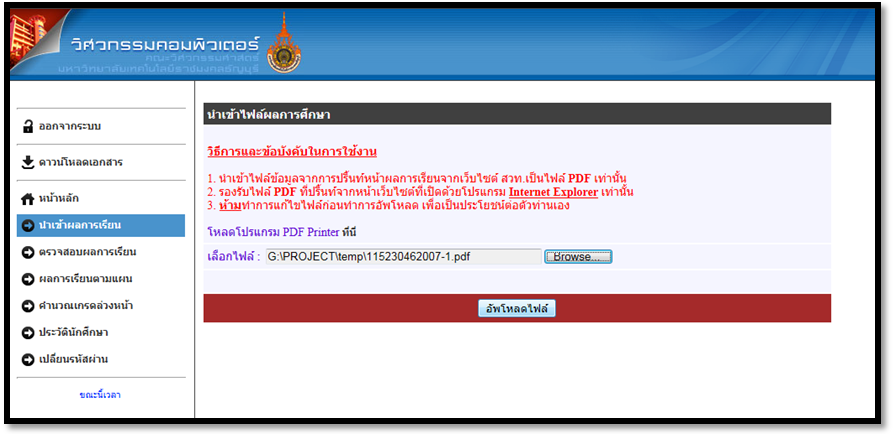 วิศวกรรมคอมพิวเตอร์
คณะวิศวกรรมศาสตร์
มหาวิทยาลัยเทคโนโลยีราชมงคลธัญบุรี
ออกจากระบบ
ดาวน์โหลดเอกสาร
หน้าหลัก
นำเข้าผลการเรียน
ตรวจสอบผลการเรียน
ผลการเรียนตามแผน
คำนวณเกรดล่วงหน้า
ประวัตินักศึกษา
เปลี่ยนรหัสผ่าน
ขณะนี้เวลา
นำเข้าไฟล์ผลการศึกษา
วิธีการและข้อบังคับในการใช้งาน
1. นำเข้าไฟล์ข้อมูลจากการปริ้นท์หน้าผลการเรียนจากเว็บไซต์ สวท.เป็นไฟล์ PDF เท่านั้น
2. รองรับไฟล์ PDF ที่ปริ้นท์จากหน้าเว็บไซต์ที่เปิดด้วยโปรแกรม Internet Explorer เท่านั้น
3. ห้ามทำการแก้ไขไฟล์ก่อนทำการอัพโหลด เพื่อเป็นประโยชน์ต่อตัวท่านเอง
โหลดโปรแกรม PDF Printer ที่นี่
เลือกไฟล์ : G:\PROJECT\temp\115230462007-1.pdf Browse...
อัพโหลดไฟล์